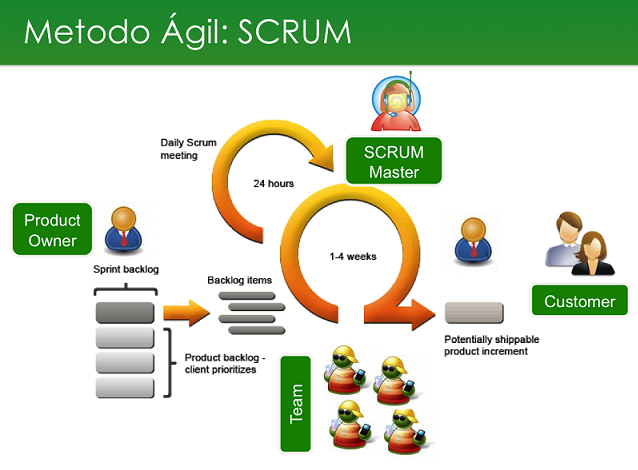 Metodo Ágil: SCRUM
Daily Scrum
meeting
24 hours
SCRUM
Master
Product
Owner
1-4 weeks
Sprint backlog
Backlog items
Customer
Product backlog -
client prioritizes
Potentially shippable
product increment
Team